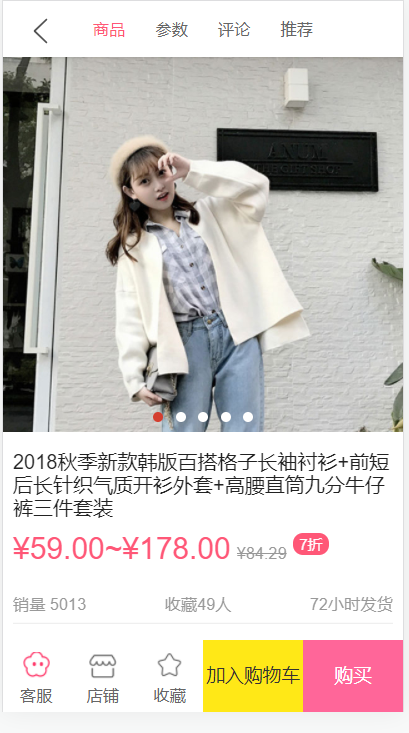 商品 参数 评论 推荐
ANUM
2018秋季新款韩版百搭格子长袖衬衫+前短
后长针织气质开衫外套+高腰直筒九分牛仔
裤三件套装
¥59.00~¥178.00 ¥84.29 7折
销量 5013 收藏49人 72小时发货
客服 店铺 收藏 加入购物车 购买